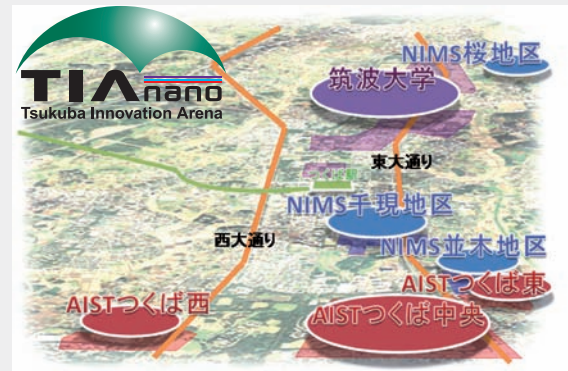 TIA nano
Tsukuba Innovation Arena
NIMS桜地区
筑波大学
東大通り
NIMS千現地区
西大通り
NIMS並木地区
AISTつくば東
AISTつくば西
AISTつくば中央